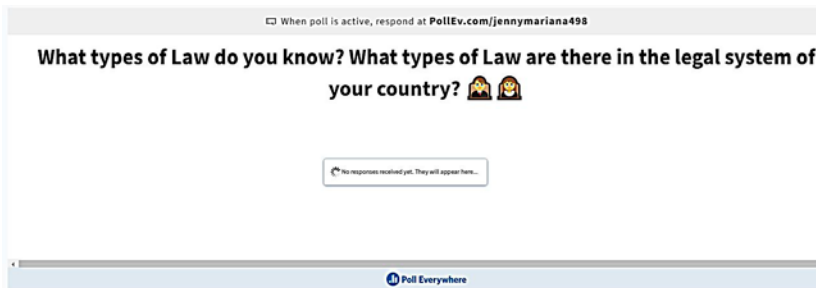 When poll is active, respond at PollEv.com/jennymariana498
What types of Law do you know? What types of Law are there in the legal system of
your country? 👩‍⚖️ 👩‍⚖️
No responses received yet. They will appear here...
Poll Everywhere